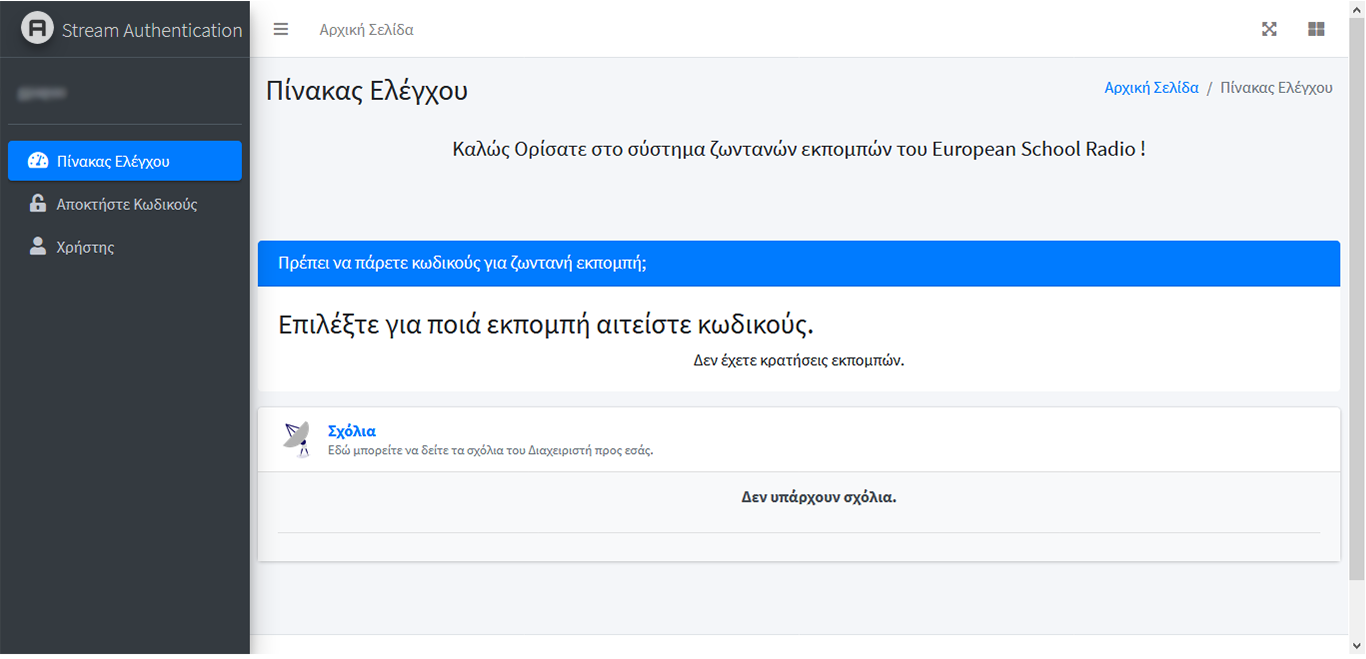 Stream Authentication
Αρχική Σελίδα
Πίνακας Ελέγχου
Αρχική Σελίδα / Πίνακας Ελέγχου
Πίνακας Ελέγχου
Αποκτήστε Κωδικούς
Χρήστης
Καλώς Ορίσατε στο σύστημα ζωντανών εκπομπών του European School Radio !
Πρέπει να πάρετε κωδικούς για ζωντανή εκπομπή;
Επιλέξτε για ποιά εκπομπή αιτείστε κωδικούς.
Δεν έχετε κρατήσεις εκπομπών.
Σχόλια
Εδώ μπορείτε να δείτε τα σχόλια του Διαχειριστή προς εσάς.
Δεν υπάρχουν σχόλια.